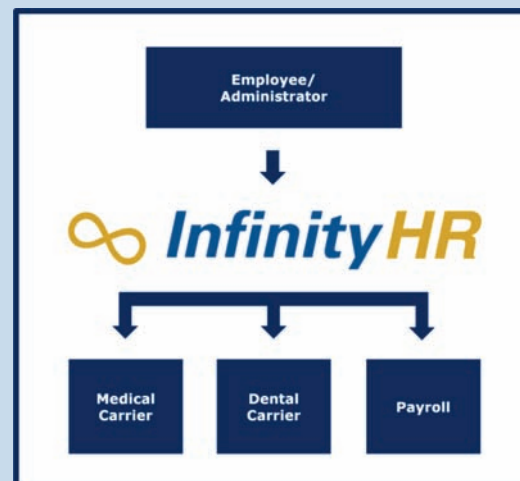 Employee/
Administrator
InfinityHR
Medical
Carrier
Dental
Carrier
Payroll